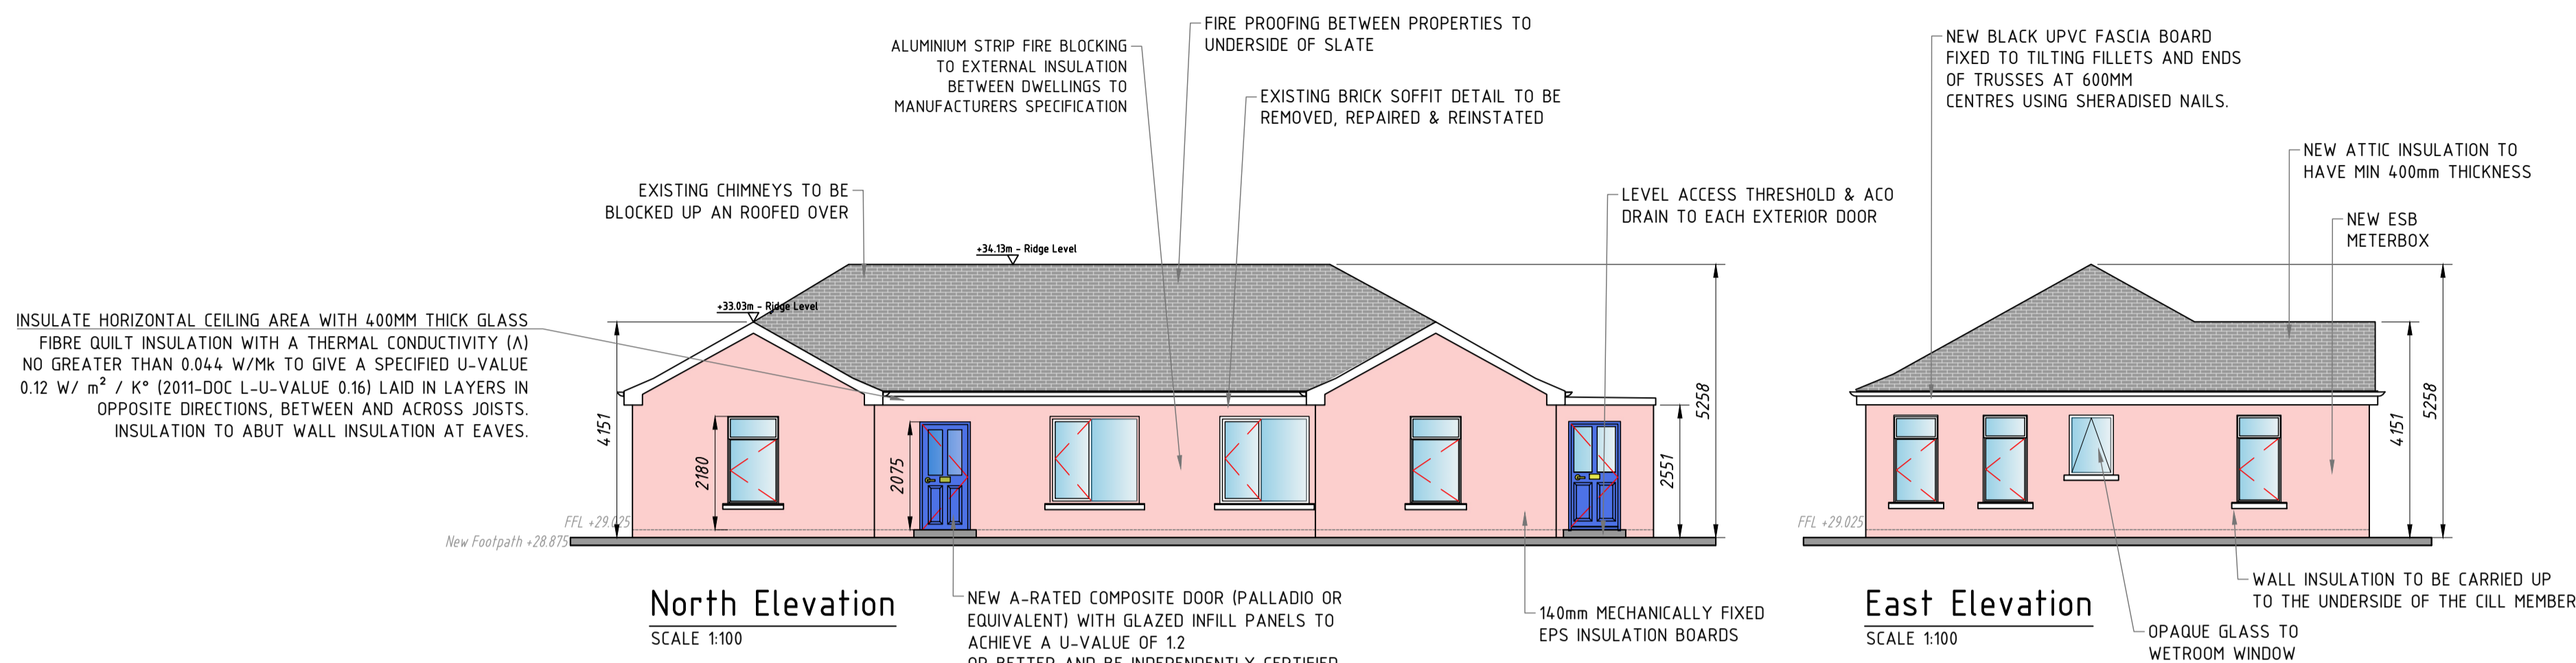 FIRE PROOFING BETWEEN PROPERTIES TO
UNDERSIDE OF SLATE
ALUMINIUM STRIP FIRE BLOCKING
TO EXTERNAL INSULATION
BETWEEN DWELLINGS TO
MANUFACTURERS SPECIFICATION
EXISTING BRICK SOFFIT DETAIL TO BE
REMOVED, REPAIRED & REINSTATED
EXISTING CHIMNEYS TO BE
BLOCKED UP AN ROOFED OVER
LEVEL ACCESS THRESHOLD & ACO
DRAIN TO EACH EXTERIOR DOOR
+34.13m - Ridge Level
+33.03m - Ridge Level
INSULATE HORIZONTAL CEILING AREA WITH 400MM THICK GLASS
FIBRE QUILT INSULATION WITH A THERMAL CONDUCTIVITY (Λ)
NO GREATER THAN 0.044 W/Mk TO GIVE A SPECIFIED U-VALUE
0.12 W/ m² / K° (2011-DOC L-U-VALUE 0.16) LAID IN LAYERS IN
OPPOSITE DIRECTIONS, BETWEEN AND ACROSS JOISTS.
INSULATION TO ABUT WALL INSULATION AT EAVES.
4151
2180
2075
2551
5258
FFL +29.025
New Footpath +28.875
North Elevation
SCALE 1:100
NEW A-RATED COMPOSITE DOOR (PALLADIO OR
EQUIVALENT) WITH GLAZED INFILL PANELS TO
ACHIEVE A U-VALUE OF 1.2
OR BETTER AND BE INDEPENDENTLY CERTIFIED
140mm MECHANICALLY FIXED
EPS INSULATION BOARDS
NEW BLACK UPVC FASCIA BOARD
FIXED TO TILTING FILLETS AND ENDS
OF TRUSSES AT 600MM
CENTRES USING SHERADISED NAILS.
NEW ATTIC INSULATION TO
HAVE MIN 400mm THICKNESS
NEW ESB
METERBOX
4151
5258
FFL +29.025
East Elevation
SCALE 1:100
WALL INSULATION TO BE CARRIED UP
TO THE UNDERSIDE OF THE CILL MEMBER
OPAQUE GLASS TO
WETROOM WINDOW